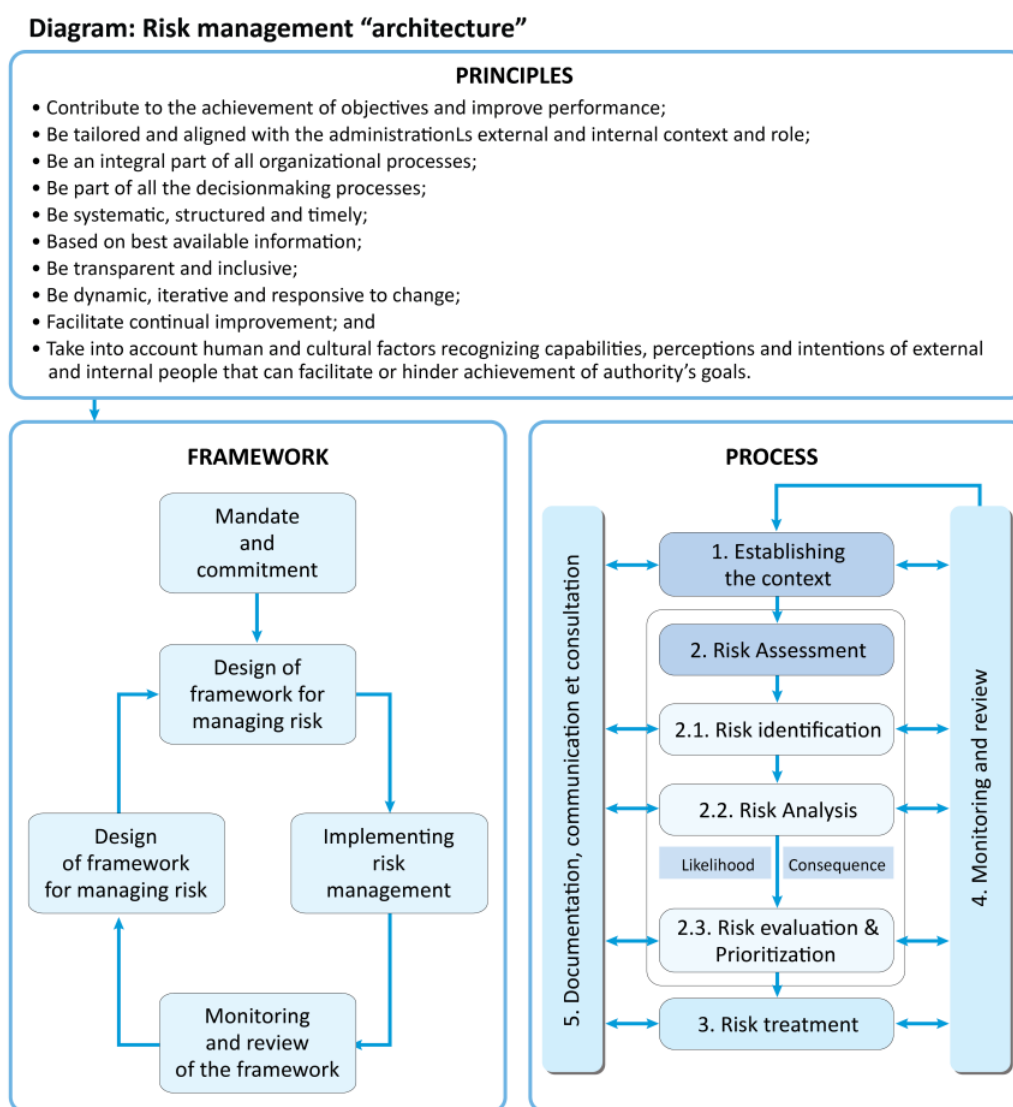 Diagram: Risk management “architecture”
PRINCIPLES
• Contribute to the achievement of objectives and improve performance;
• Be tailored and aligned with the administrationLs external and internal context and role;
• Be an integral part of all organizational processes;
• Be part of all the decisionmaking processes;
• Be systematic, structured and timely;
• Based on best available information;
• Be transparent and inclusive;
• Be dynamic, iterative and responsive to change;
• Facilitate continual improvement; and
• Take into account human and cultural factors recognizing capabilities, perceptions and intentions of external
and internal people that can facilitate or hinder achievement of authority’s goals.
FRAMEWORK
Mandate
and
commitment
Design of
framework for
managing risk
Design
of framework
for managing risk
Implementing
risk
management
Monitoring
and review
of the framework
PROCESS
5. Documentation, communication et consultation
1. Establishing
the context
2. Risk Assessment
2.1. Risk identification
2.2. Risk Analysis
Likelihood
Consequence
2.3. Risk evaluation &
Prioritization
3. Risk treatment
4. Monitoring and review